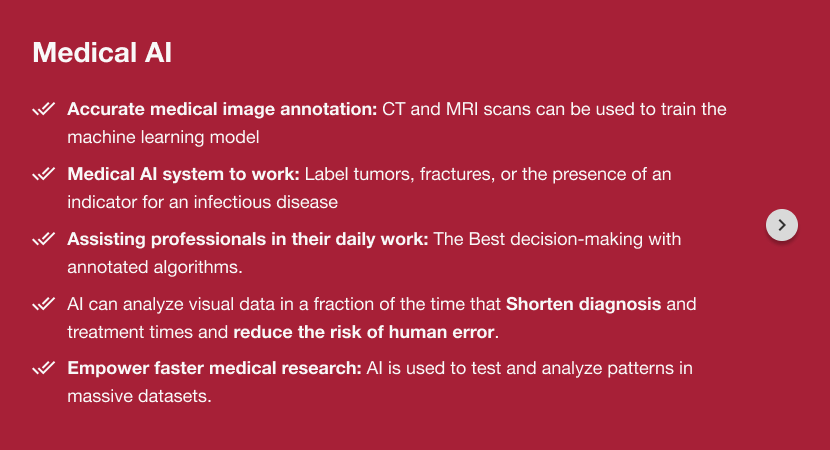 Medical AI
Accurate medical image annotation: CT and MRI scans can be used to train the
machine learning model
Medical AI system to work: Label tumors, fractures, or the presence of an
indicator for an infectious disease
Assisting professionals in their daily work: The Best decision-making with
annotated algorithms.
AI can analyze visual data in a fraction of the time that Shorten diagnosis and
treatment times and reduce the risk of human error.
Empower faster medical research: AI is used to test and analyze patterns in
massive datasets.